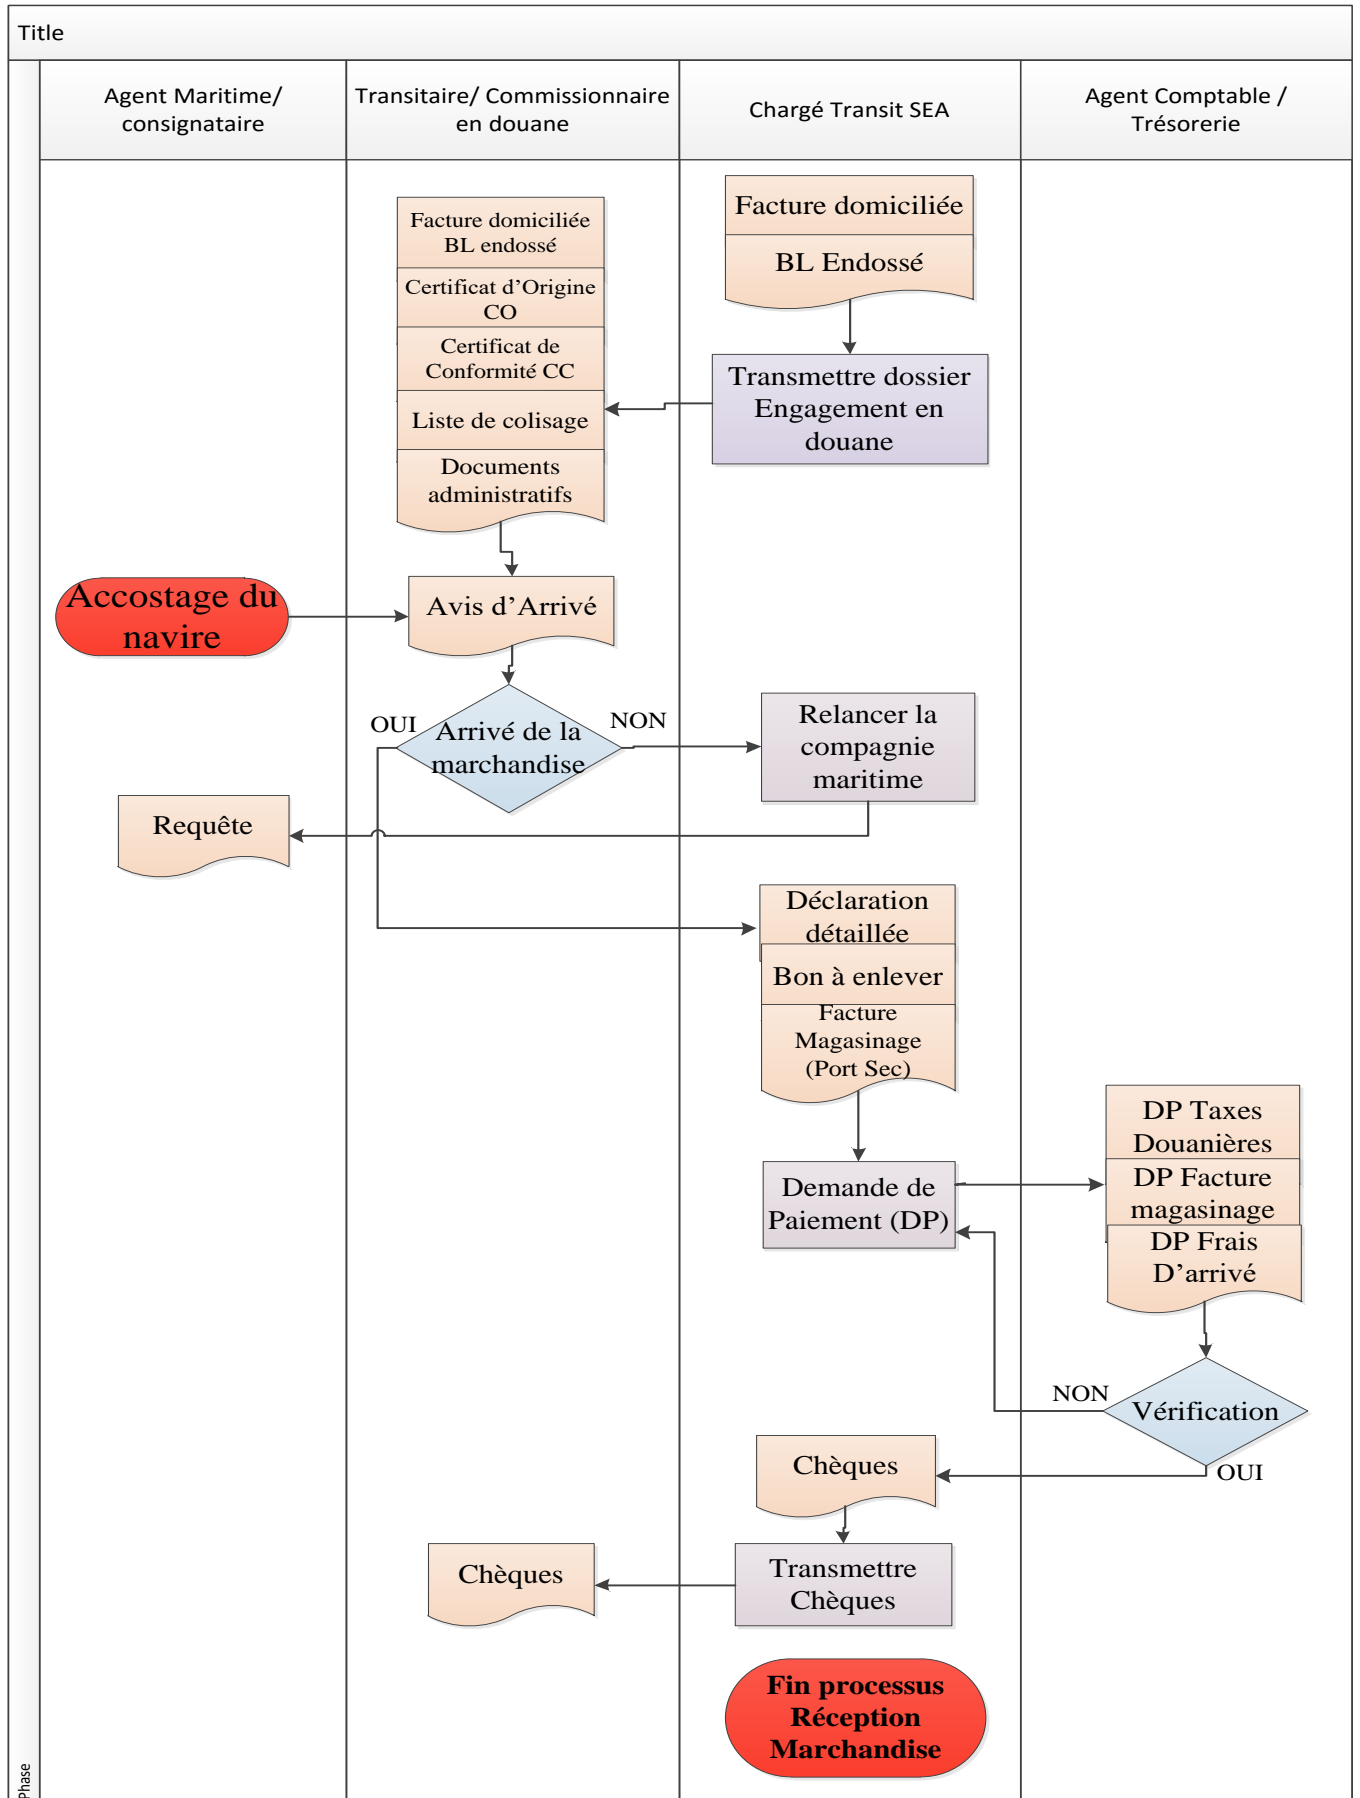 Title
Agent Maritime/
consignataire
Transitaire/ Commissionnaire
en douane
Chargé Transit SEA
Agent Comptable /
Trésorerie
Facture domiciliée
BL Endossé
Facture domiciliée
BL endossé
Certificat d’Origine
CO
Certificat de
Conformité CC
Liste de colisage
Documents
administratifs
Transmettre dossier
Engagement en
douane
Accostage du
navire
Avis d’Arrivé
OUI
Arrivé de la
marchandise
NON
Relancer la
compagnie
maritime
Requête
Déclaration
détaillée
Bon à enlever
Facture
Magasinage
(Port Sec)
Demande de
Paiement (DP)
DP Taxes
Douanières
DP Facture
magasinage
DP Frais
D’arrivé
NON
Vérification
OUI
Chèques
Transmettre
Chèques
Chèques
Fin processus
Réception
Marchandise
Phase